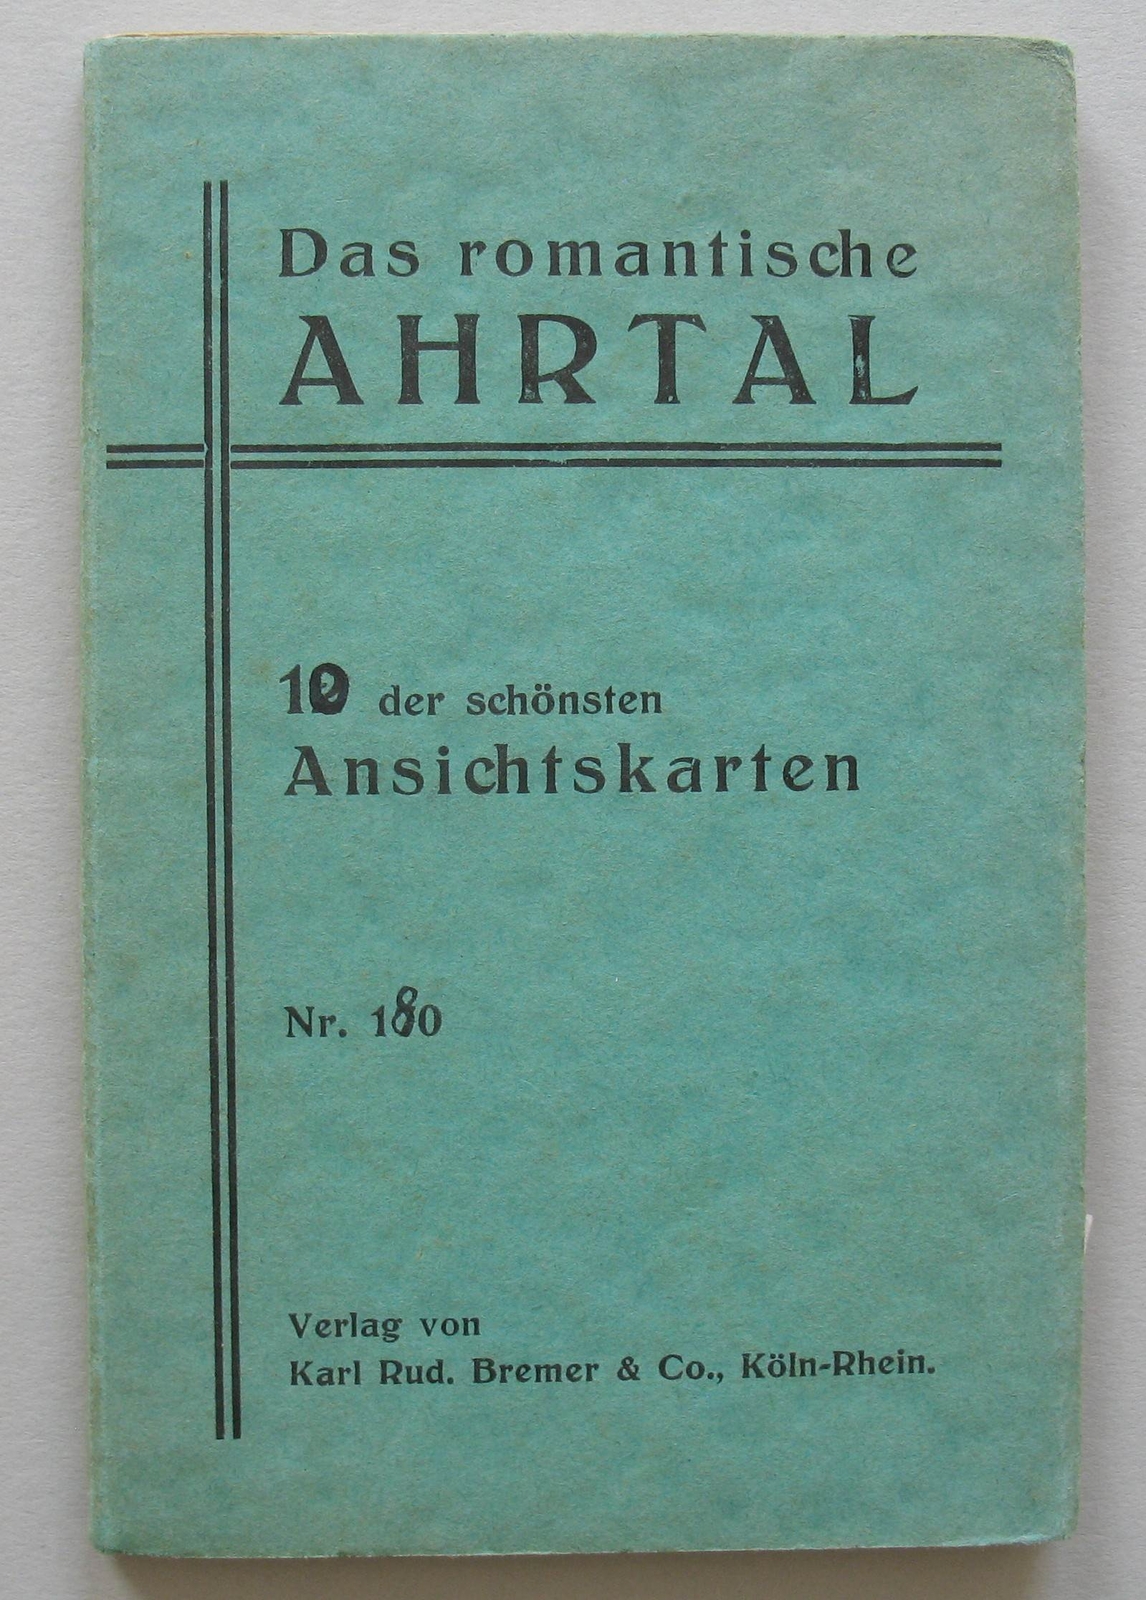 Das romantische
AHRTAL
10 der schönsten
Ansichtskarten
Nr. 180
Verlag von
Karl Rud. Bremer & Co., Köln-Rhein.